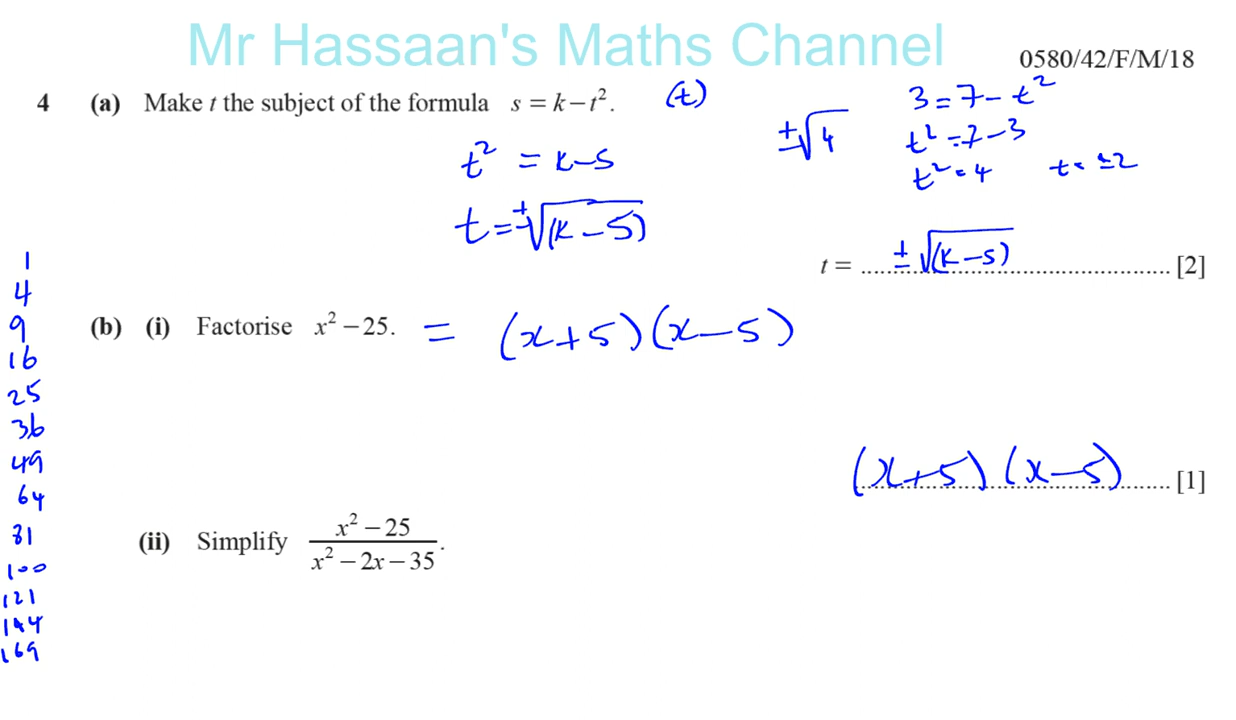 Mr Hassaan's Maths Channel
0580/42/F/M/18
4 (a) Make t the subject of the formula s = k − t². (t)
3 = 7 − t²
±√4
t² = 7 − 3
t² = k − s
t² = 4 t = ±2
t = ±√(k − s)
t = ± √(k − s) [2]
(b) (i) Factorise x² − 25. = (x+5)(x−5)
(x+5)(x−5) [1]
(ii) Simplify (x² − 25)/(x² − 2x − 35).
1
4
9
16
25
36
49
64
81
100
121
144
169